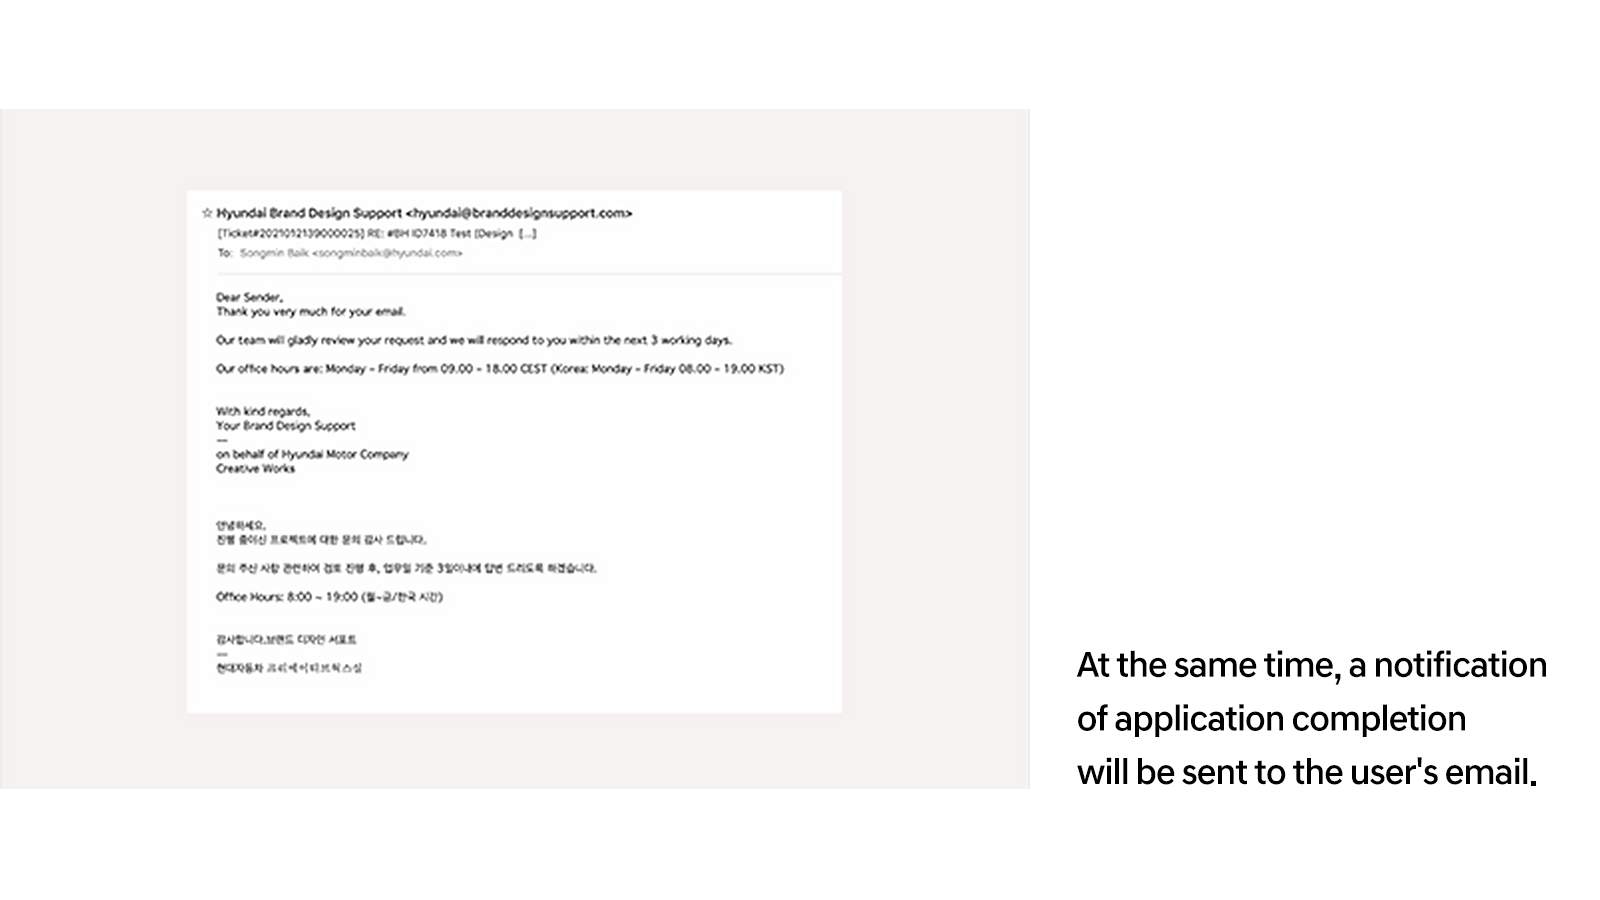 ☆ Hyundai Brand Design Support <hyundai@branddesignsupport.com>
[Ticket#2021012139000025] RE: #BH ID7418 Test [Design [...]
To: Songmin Baik <songminbaik@hyundai.com>
Dear Sender,
Thank you very much for your email.
Our team will gladly review your request and we will respond to you within the next 3 working days.
Our office hours are: Monday – Friday from 09.00 – 18.00 CEST (Korea: Monday – Friday 08.00 – 19.00 KST)
With kind regards,
Your Brand Design Support
—
on behalf of Hyundai Motor Company
Creative Works
안녕하세요,
진행 중이신 프로젝트에 대한 문의 감사 드립니다.
문의 주신 사항 관련하여 검토 진행 후, 업무일 기준 3일이내에 답변 드리도록 하겠습니다.
Office Hours: 8:00 ~ 19:00 (월~금/한국 시간)
감사합니다.브랜드 디자인 서포트
—
현대자동차 크리에이티브웍스실
At the same time, a notification
of application completion
will be sent to the user's email.